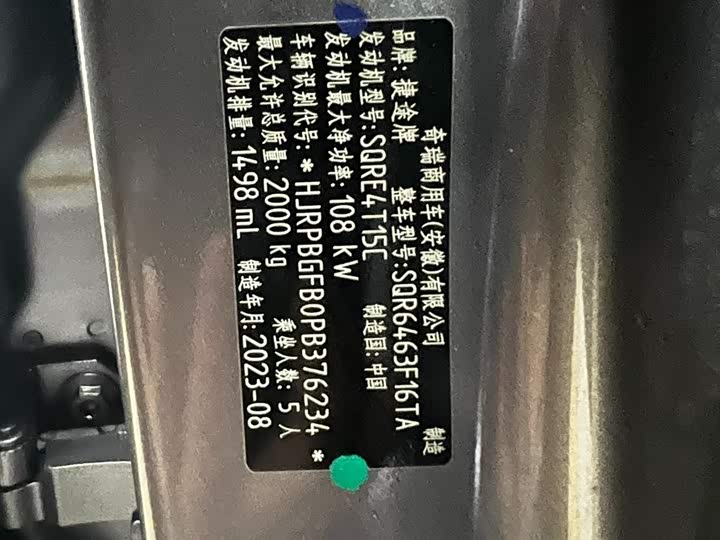 奇瑞商用车(安徽)有限公司 制造
品牌: 捷途牌 整车型号:SQR6463F16TA
发动机型号:SQRE4T15C 制造国:中国
发动机最大净功率: 108 kW
车辆识别代号: * HJRPBGFB0PB376234 *
最大允许总质量: 2000 kg 乘坐人数: 5 人
发动机排量: 1498 mL 制造年月: 2023-08